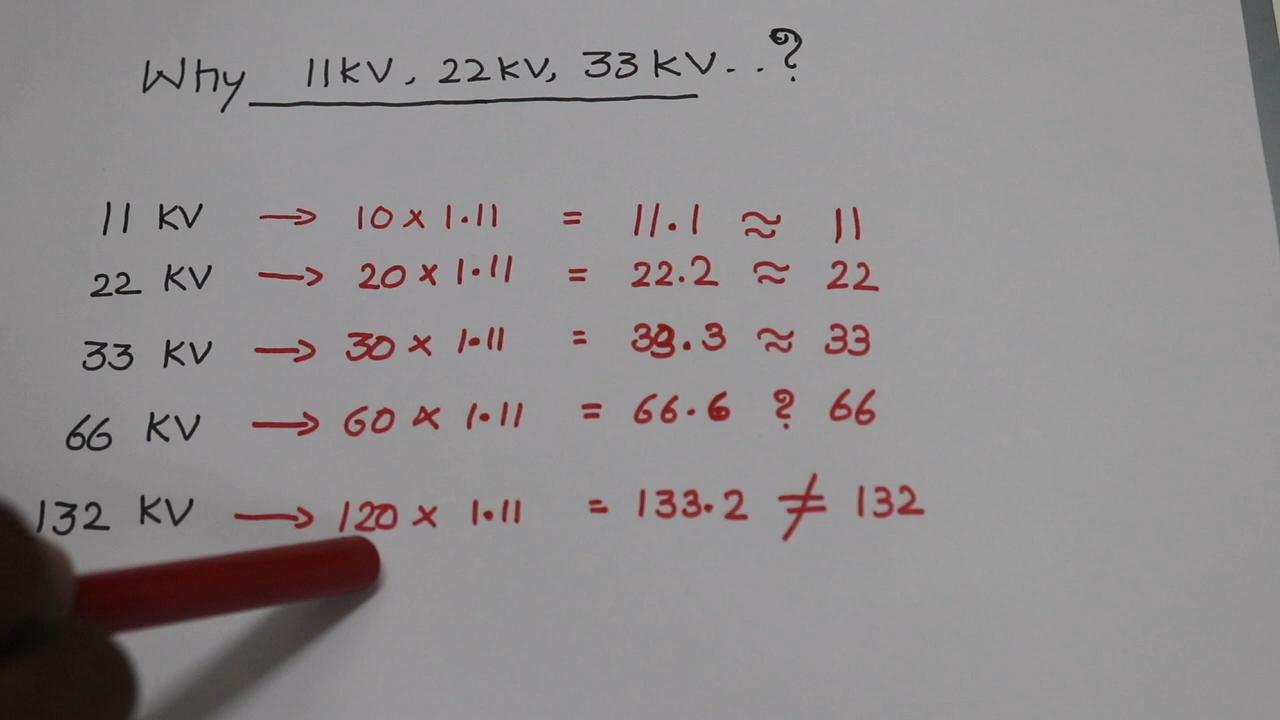 Why 11KV, 22KV, 33KV..?
11 KV → 10 × 1.11 = 11.1 ≈ 11
22 KV → 20 × 1.11 = 22.2 ≈ 22
33 KV → 30 × 1.11 = 33.3 ≈ 33
66 KV → 60 × 1.11 = 66.6 ? 66
132 KV → 120 × 1.11 = 133.2 ≠ 132